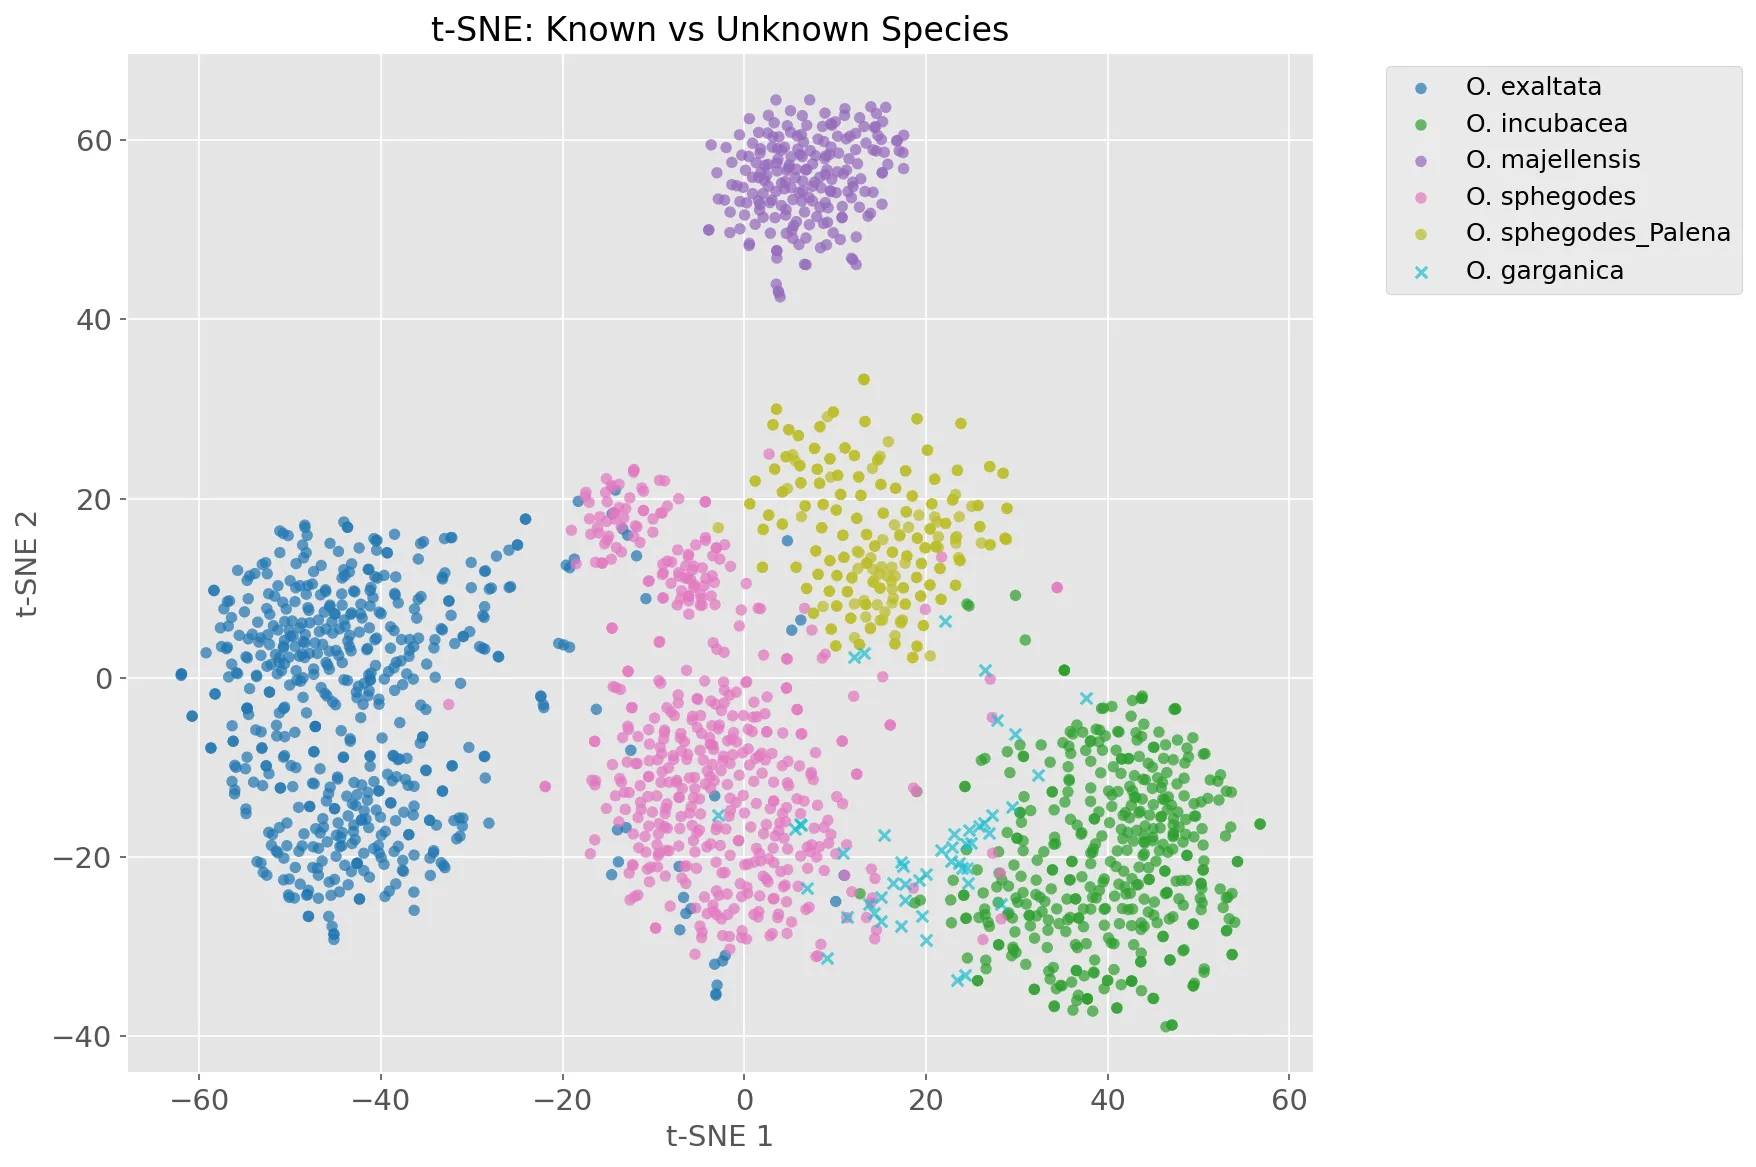 t-SNE: Known vs Unknown Species
O. exaltata
O. incubacea
O. majellensis
O. sphegodes
O. sphegodes_Palena
O. garganica
60
40
20
0
−20
−40
t-SNE 2
−60
−40
−20
0
20
40
60
t-SNE 1